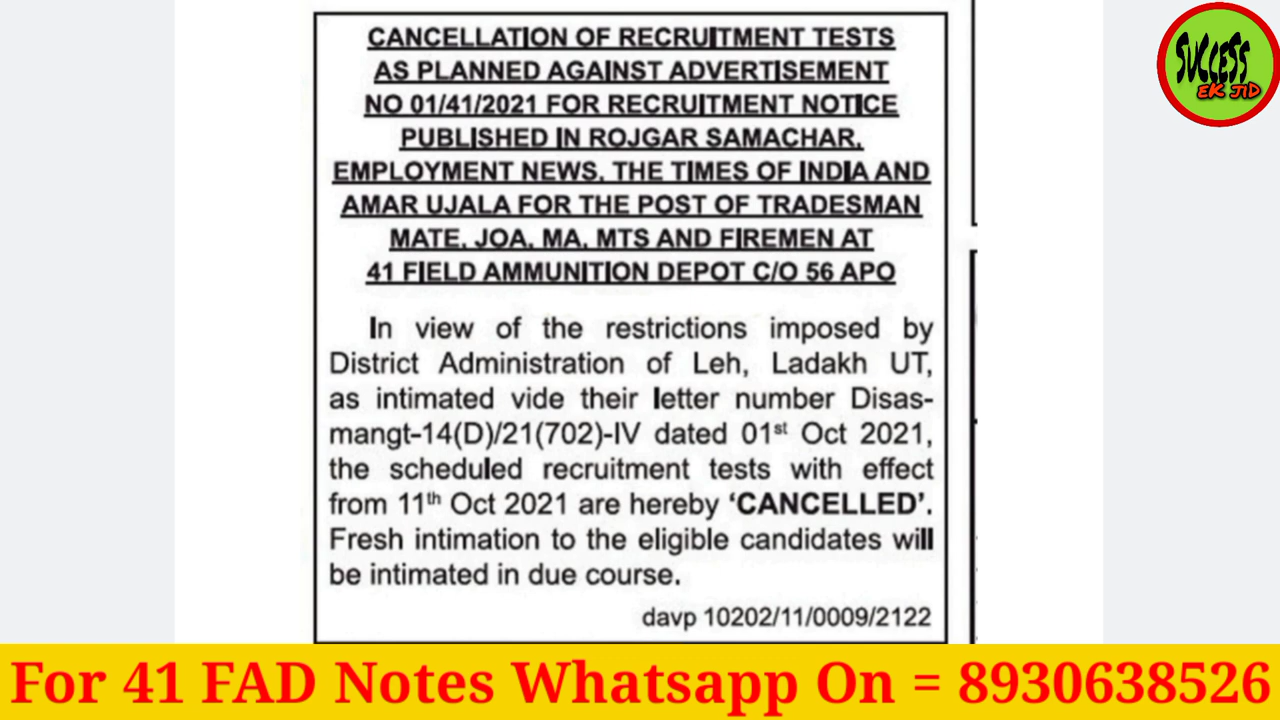 CANCELLATION OF RECRUITMENT TESTS
AS PLANNED AGAINST ADVERTISEMENT
NO 01/41/2021 FOR RECRUITMENT NOTICE
PUBLISHED IN ROJGAR SAMACHAR,
EMPLOYMENT NEWS, THE TIMES OF INDIA AND
AMAR UJALA FOR THE POST OF TRADESMAN
MATE, JOA, MA, MTS AND FIREMEN AT
41 FIELD AMMUNITION DEPOT C/O 56 APO
In view of the restrictions imposed by
District Administration of Leh, Ladakh UT,
as intimated vide their letter number Disas-
mangt-14(D)/21(702)-IV dated 01st Oct 2021,
the scheduled recruitment tests with effect
from 11th Oct 2021 are hereby ‘CANCELLED’.
Fresh intimation to the eligible candidates will
be intimated in due course.
davp 10202/11/0009/2122
SUCCESS
EK JID
For 41 FAD Notes Whatsapp On = 8930638526